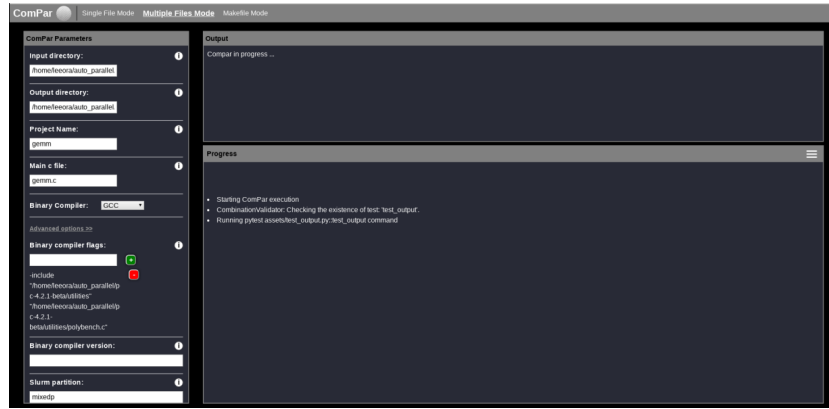 ComPar Single File Mode Multiple Files Mode Makefile Mode
ComPar Parameters
Input directory:
/home/leeora/auto_parallel.
Output directory:
/home/leeora/auto_parallel.
Project Name:
gemm
Main c file:
gemm.c
Binary Compiler: GCC
Advanced options >>
Binary compiler flags:
+
-include
"/home/leeora/auto_parallel/p
c-4.2.1-beta/utilities"
"/home/leeora/auto_parallel/p
c-4.2.1-
beta/utilities/polybench.c"
-
Binary compiler version:
Slurm partition:
mixedp
Output
Compar in progress ...
Progress
Starting ComPar execution
CombinationValidator: Checking the existence of test: 'test_output'.
Running pytest assets/test_output.py::test_output command